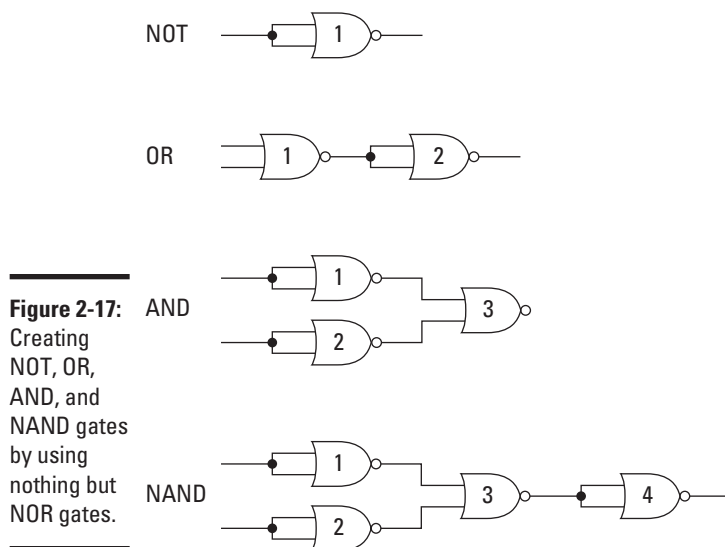 NOT
1
OR
1
2
AND
1
2
3
Figure 2-17:
Creating
NOT, OR,
AND, and
NAND gates
by using
nothing but
NOR gates.
NAND
1
2
3
4